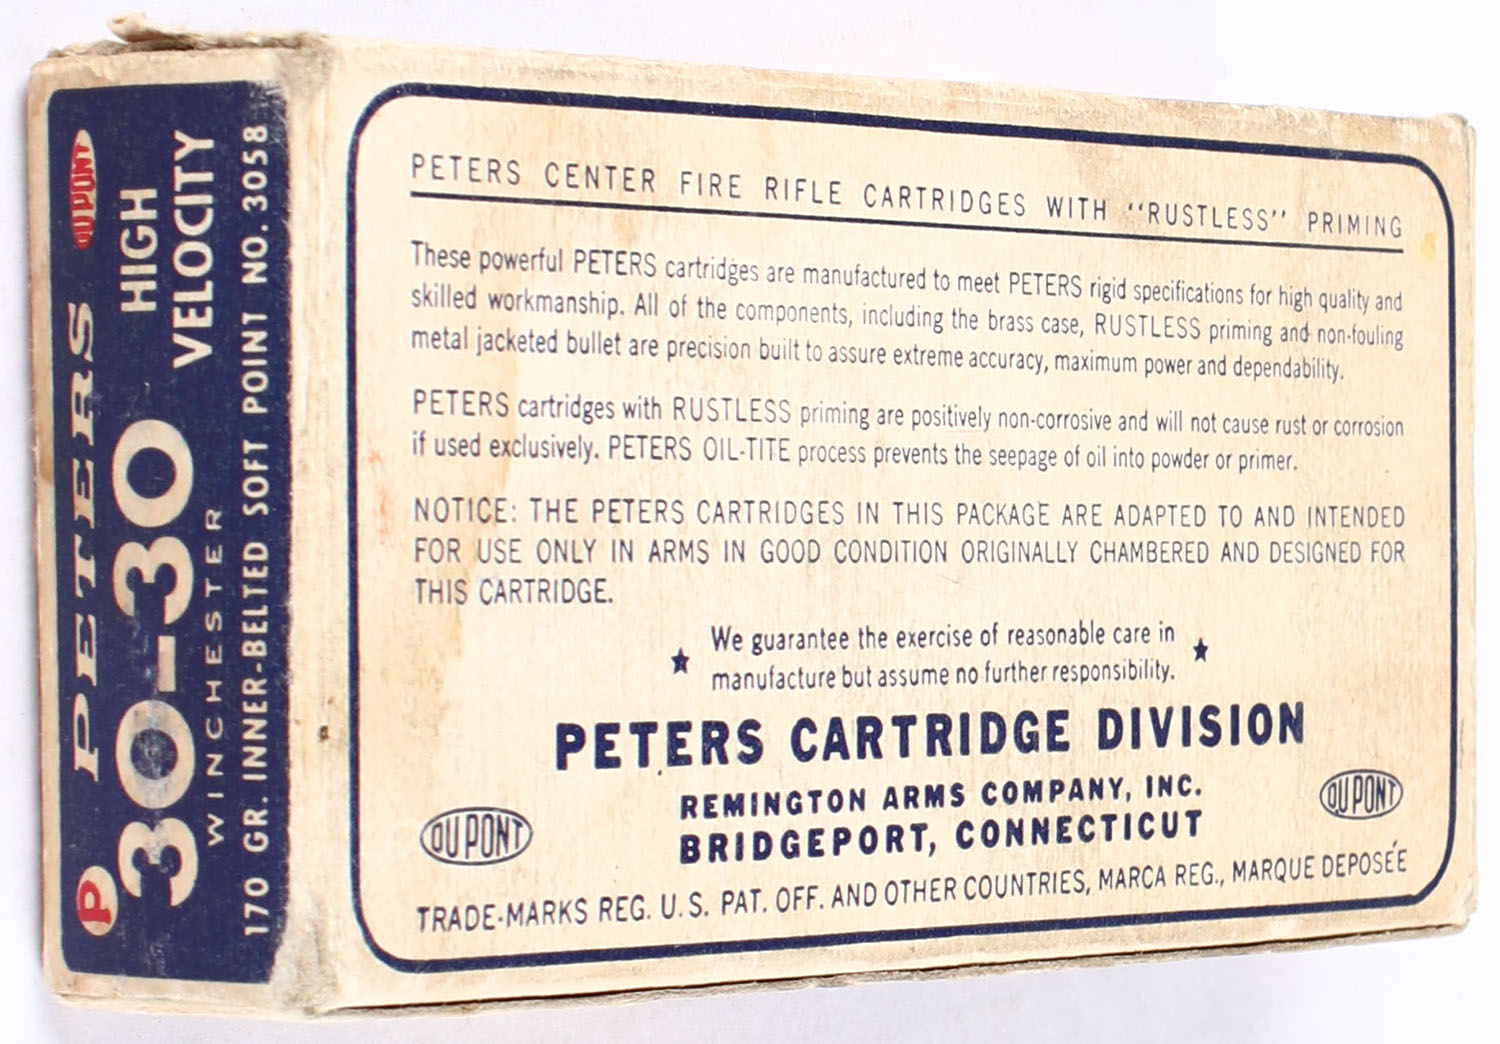 DUPONT
PETERS
P
HIGH
VELOCITY
30-30
WINCHESTER
170 GR. INNER-BELTED SOFT POINT NO. 3058
PETERS CENTER FIRE RIFLE CARTRIDGES WITH "RUSTLESS" PRIMING
These powerful PETERS cartridges are manufactured to meet PETERS rigid specifications for high quality and
skilled workmanship. All of the components, including the brass case, RUSTLESS priming and non-fouling
metal jacketed bullet are precision built to assure extreme accuracy, maximum power and dependability.
PETERS cartridges with RUSTLESS priming are positively non-corrosive and will not cause rust or corrosion
if used exclusively. PETERS OIL-TITE process prevents the seepage of oil into powder or primer.
NOTICE: THE PETERS CARTRIDGES IN THIS PACKAGE ARE ADAPTED TO AND INTENDED
FOR USE ONLY IN ARMS IN GOOD CONDITION ORIGINALLY CHAMBERED AND DESIGNED FOR
THIS CARTRIDGE.
We guarantee the exercise of reasonable care in
manufacture but assume no further responsibility.
PETERS CARTRIDGE DIVISION
REMINGTON ARMS COMPANY, INC.
BRIDGEPORT, CONNECTICUT
DU PONT
DU PONT
TRADE-MARKS REG. U.S. PAT. OFF. AND OTHER COUNTRIES, MARCA REG., MARQUE DEPOSÉE